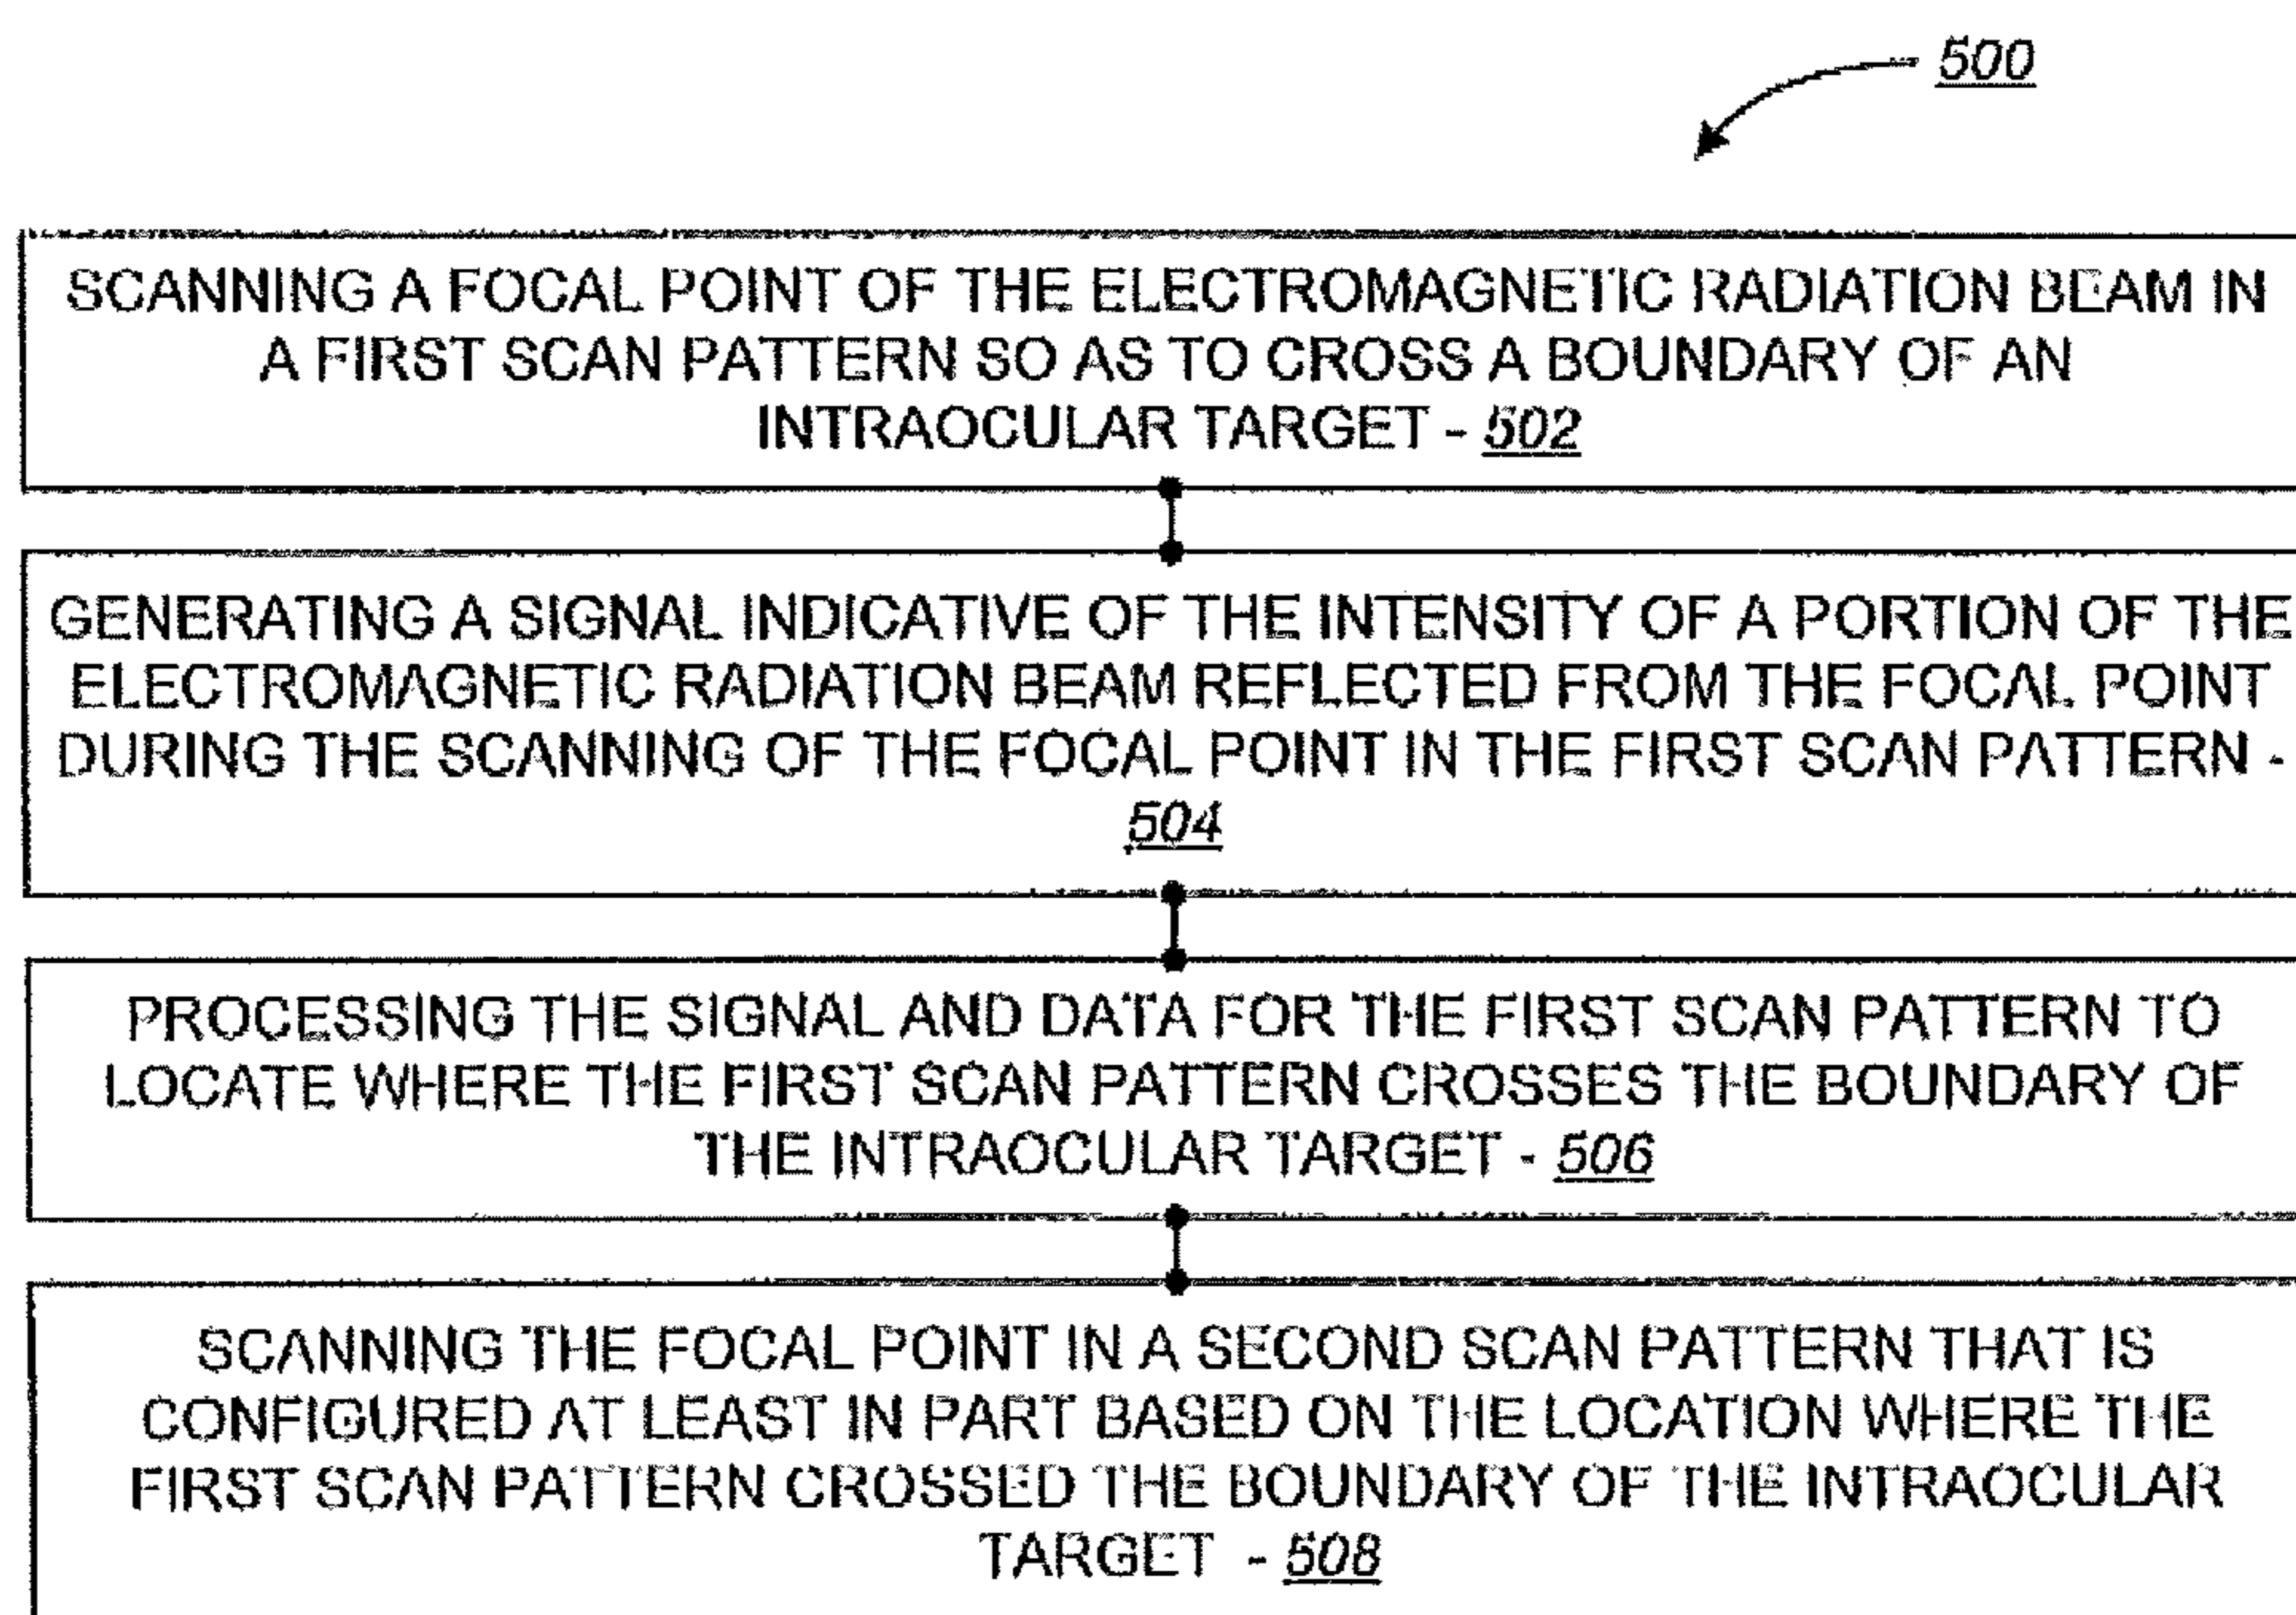 500
SCANNING A FOCAL POINT OF THE ELECTROMAGNETIC RADIATION BEAM IN
A FIRST SCAN PATTERN SO AS TO CROSS A BOUNDARY OF AN
INTRAOCULAR TARGET - 502
GENERATING A SIGNAL INDICATIVE OF THE INTENSITY OF A PORTION OF THE
ELECTROMAGNETIC RADIATION BEAM REFLECTED FROM THE FOCAL POINT
DURING THE SCANNING OF THE FOCAL POINT IN THE FIRST SCAN PATTERN -
504
PROCESSING THE SIGNAL AND DATA FOR THE FIRST SCAN PATTERN TO
LOCATE WHERE THE FIRST SCAN PATTERN CROSSES THE BOUNDARY OF
THE INTRAOCULAR TARGET - 506
SCANNING THE FOCAL POINT IN A SECOND SCAN PATTERN THAT IS
CONFIGURED AT LEAST IN PART BASED ON THE LOCATION WHERE THE
FIRST SCAN PATTERN CROSSED THE BOUNDARY OF THE INTRAOCULAR
TARGET - 508